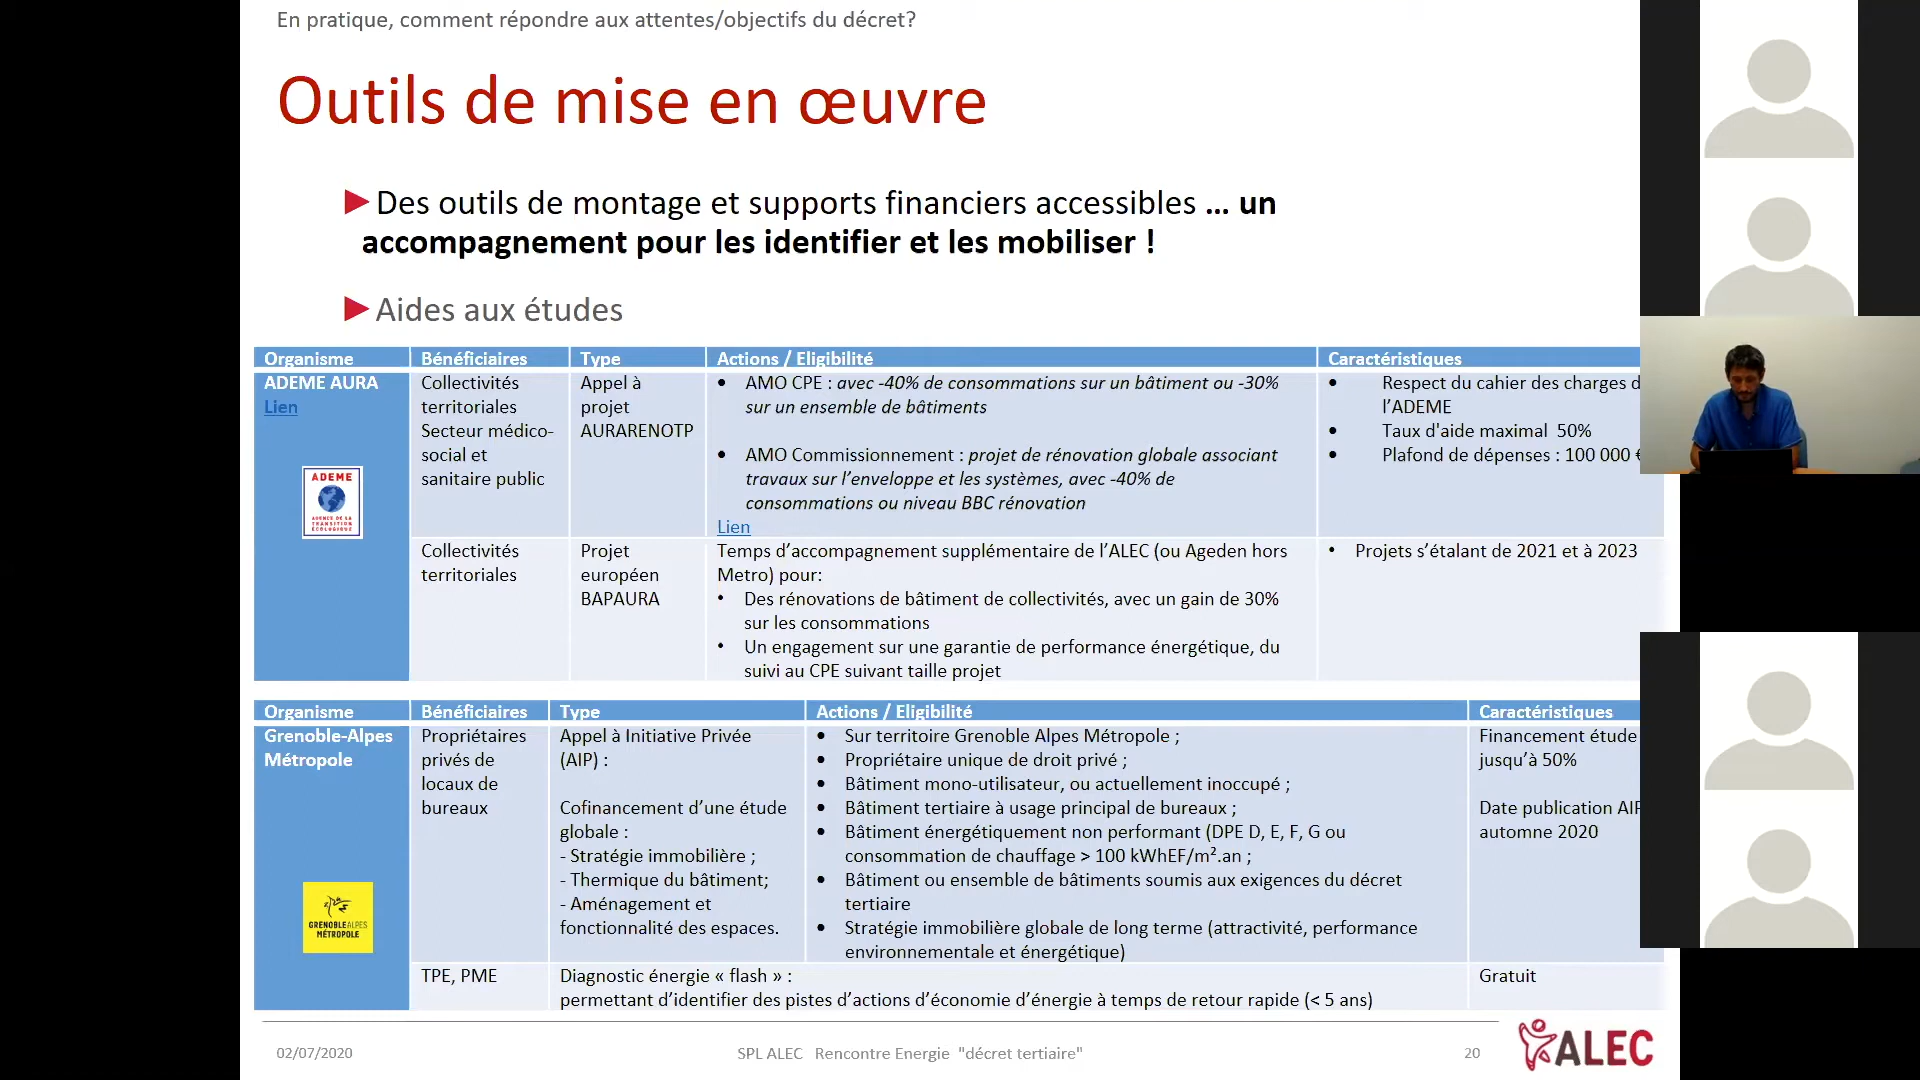 En pratique, comment répondre aux attentes/objectifs du décret?
Outils de mise en œuvre
Des outils de montage et supports financiers accessibles ... un
accompagnement pour les identifier et les mobiliser !
Aides aux études
Organisme
Bénéficiaires
Type
Actions / Eligibilité
Caractéristiques
ADEME AURA
Lien
ADEME
AGENCE DE LA
TRANSITION
ÉCOLOGIQUE
Collectivités
territoriales
Secteur médico-
social et
sanitaire public
Appel à
projet
AURARENOTP
• AMO CPE : avec -40% de consommations sur un bâtiment ou -30%
sur un ensemble de bâtiments
• AMO Commissionnement : projet de rénovation globale associant
travaux sur l’enveloppe et les systèmes, avec -40% de
consommations ou niveau BBC rénovation
Lien
• Respect du cahier des charges d
l’ADEME
• Taux d'aide maximal 50%
• Plafond de dépenses : 100 000 €
Collectivités
territoriales
Projet
européen
BAPAURA
Temps d’accompagnement supplémentaire de l’ALEC (ou Ageden hors
Metro) pour:
• Des rénovations de bâtiment de collectivités, avec un gain de 30%
sur les consommations
• Un engagement sur une garantie de performance énergétique, du
suivi au CPE suivant taille projet
• Projets s’étalant de 2021 et à 2023
Organisme
Bénéficiaires
Type
Actions / Eligibilité
Caractéristiques
Grenoble-Alpes
Métropole
GRENOBLEALPES
MÉTROPOLE
Propriétaires
privés de
locaux de
bureaux
Appel à Initiative Privée
(AIP) :
Cofinancement d’une étude
globale :
- Stratégie immobilière ;
- Thermique du bâtiment;
- Aménagement et
fonctionnalité des espaces.
• Sur territoire Grenoble Alpes Métropole ;
• Propriétaire unique de droit privé ;
• Bâtiment mono-utilisateur, ou actuellement inoccupé ;
• Bâtiment tertiaire à usage principal de bureaux ;
• Bâtiment énergétiquement non performant (DPE D, E, F, G ou
consommation de chauffage > 100 kWhEF/m².an ;
• Bâtiment ou ensemble de bâtiments soumis aux exigences du décret
tertiaire
• Stratégie immobilière globale de long terme (attractivité, performance
environnementale et énergétique)
Financement étude
jusqu’à 50%
Date publication AIP
automne 2020
TPE, PME
Diagnostic énergie « flash » :
permettant d’identifier des pistes d’actions d’économie d’énergie à temps de retour rapide (< 5 ans)
Gratuit
02/07/2020
SPL ALEC Rencontre Energie "décret tertiaire"
20
ALEC